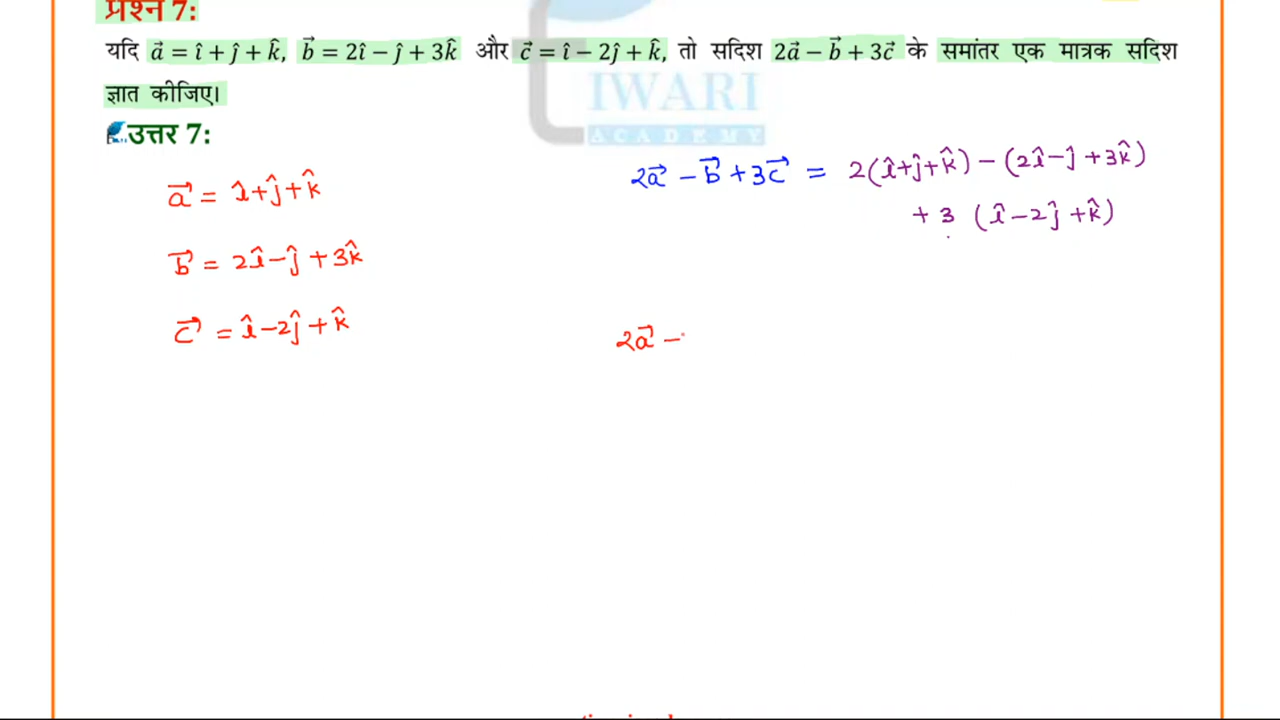 प्रश्न 7:
यदि a⃗ = î + ĵ + k̂, b⃗ = 2î − ĵ + 3k̂ और c⃗ = î − 2ĵ + k̂, तो सदिश 2a⃗ − b⃗ + 3c⃗ के समांतर एक मात्रक सदिश
ज्ञात कीजिए।
IWARI
ACADEMY
उत्तर 7:
a⃗ = î+ĵ+k̂
b⃗ = 2î−ĵ+3k̂
c⃗ = î−2ĵ+k̂
2a⃗ − b⃗ + 3c⃗ = 2(î+ĵ+k̂) − (2î−ĵ+3k̂)
+ 3 (î−2ĵ+k̂)
2a⃗ −